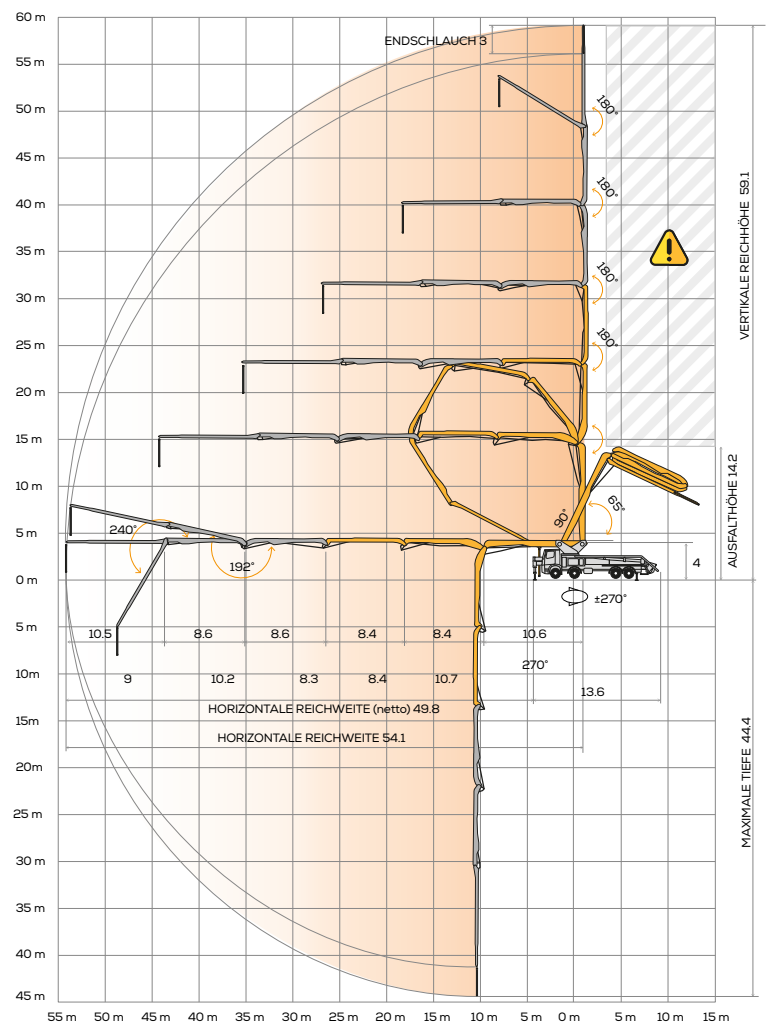 60 m
ENDSCHLAUCH 3
55 m
50 m
180°
45 m
180°
40 m
35 m
180°
30 m
VERTIKALE REICHHÖHE 59.1
25 m
180°
20 m
15 m
10 m
AUSFALTHÖHE 14.2
90°
65°
5 m
240°
192°
4
0 m
±270°
5 m
10.5 8.6 8.6 8.4 8.4 10.6
270°
10m
9 10.2 8.3 8.4 10.7
13.6
HORIZONTALE REICHWEITE (netto) 49.8
15m
HORIZONTALE REICHWEITE 54.1
20m
25 m
MAXIMALE TIEFE 44.4
30 m
35 m
40 m
45 m
55 m 50 m 45 m 40 m 35 m 30 m 25 m 20 m 15 m 10 m 5 m 0 m 5 m 10 m 15 m